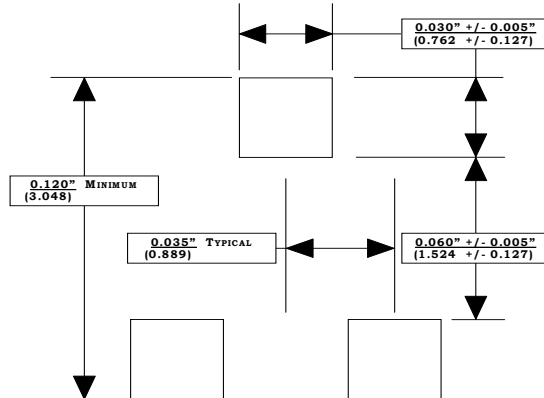 0.030" +/- 0.005"
(0.762 +/- 0.127)
0.120" MINIMUM
(3.048)
0.035" TYPICAL
(0.889)
0.060" +/- 0.005"
(1.524 +/- 0.127)